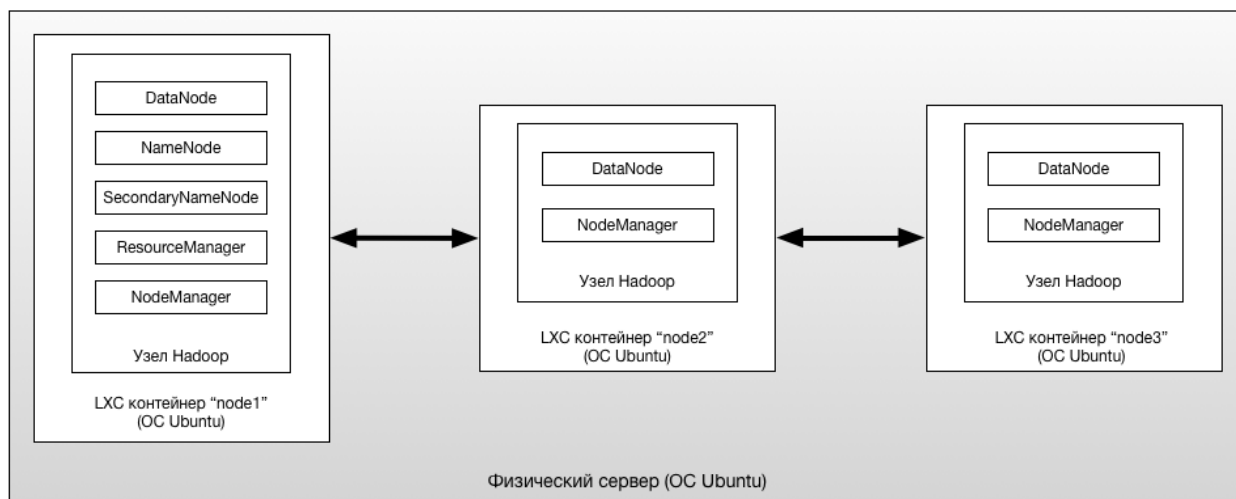 DataNode
NameNode
SecondaryNameNode
ResourceManager
NodeManager
Узел Hadoop
LXC контейнер “node1”
(ОС Ubuntu)
DataNode
NodeManager
Узел Hadoop
LXC контейнер “node2”
(ОС Ubuntu)
DataNode
NodeManager
Узел Hadoop
LXC контейнер “node3”
(ОС Ubuntu)
Физический сервер (ОС Ubuntu)